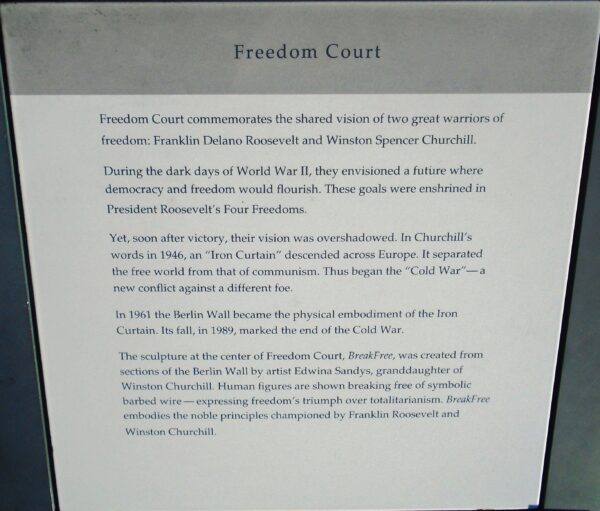 Freedom Court
Freedom Court commemorates the shared vision of two great warriors of
freedom: Franklin Delano Roosevelt and Winston Spencer Churchill.
During the dark days of World War II, they envisioned a future where
democracy and freedom would flourish. These goals were enshrined in
President Roosevelt's Four Freedoms.
Yet, soon after victory, their vision was overshadowed. In Churchill's
words in 1946, an "Iron Curtain" descended across Europe. It separated
the free world from that of communism. Thus began the "Cold War"—a
new conflict against a different foe.
In 1961 the Berlin Wall became the physical embodiment of the Iron
Curtain. Its fall, in 1989, marked the end of the Cold War.
The sculpture at the center of Freedom Court, BreakFree, was created from
sections of the Berlin Wall by artist Edwina Sandys, granddaughter of
Winston Churchill. Human figures are shown breaking free of symbolic
barbed wire—expressing freedom's triumph over totalitarianism. BreakFree
embodies the noble principles championed by Franklin Roosevelt and
Winston Churchill.